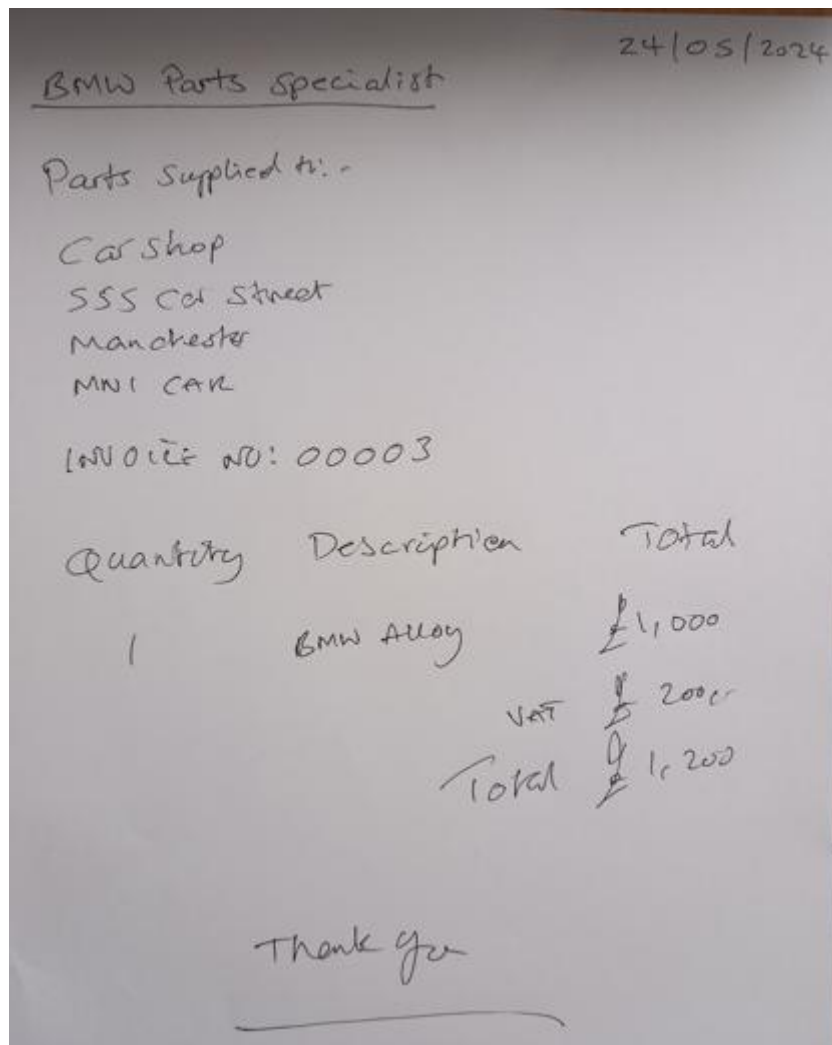 24/05/2024
BMW Parts specialist
Parts Supplied to:-
Car Shop
555 Car Street
Manchester
MN1 CAR
INVOICE NO: 00003
Quantity Description Total
1 BMW Alloy £1,000
VAT £ 200
Total £ 1,200
Thank you